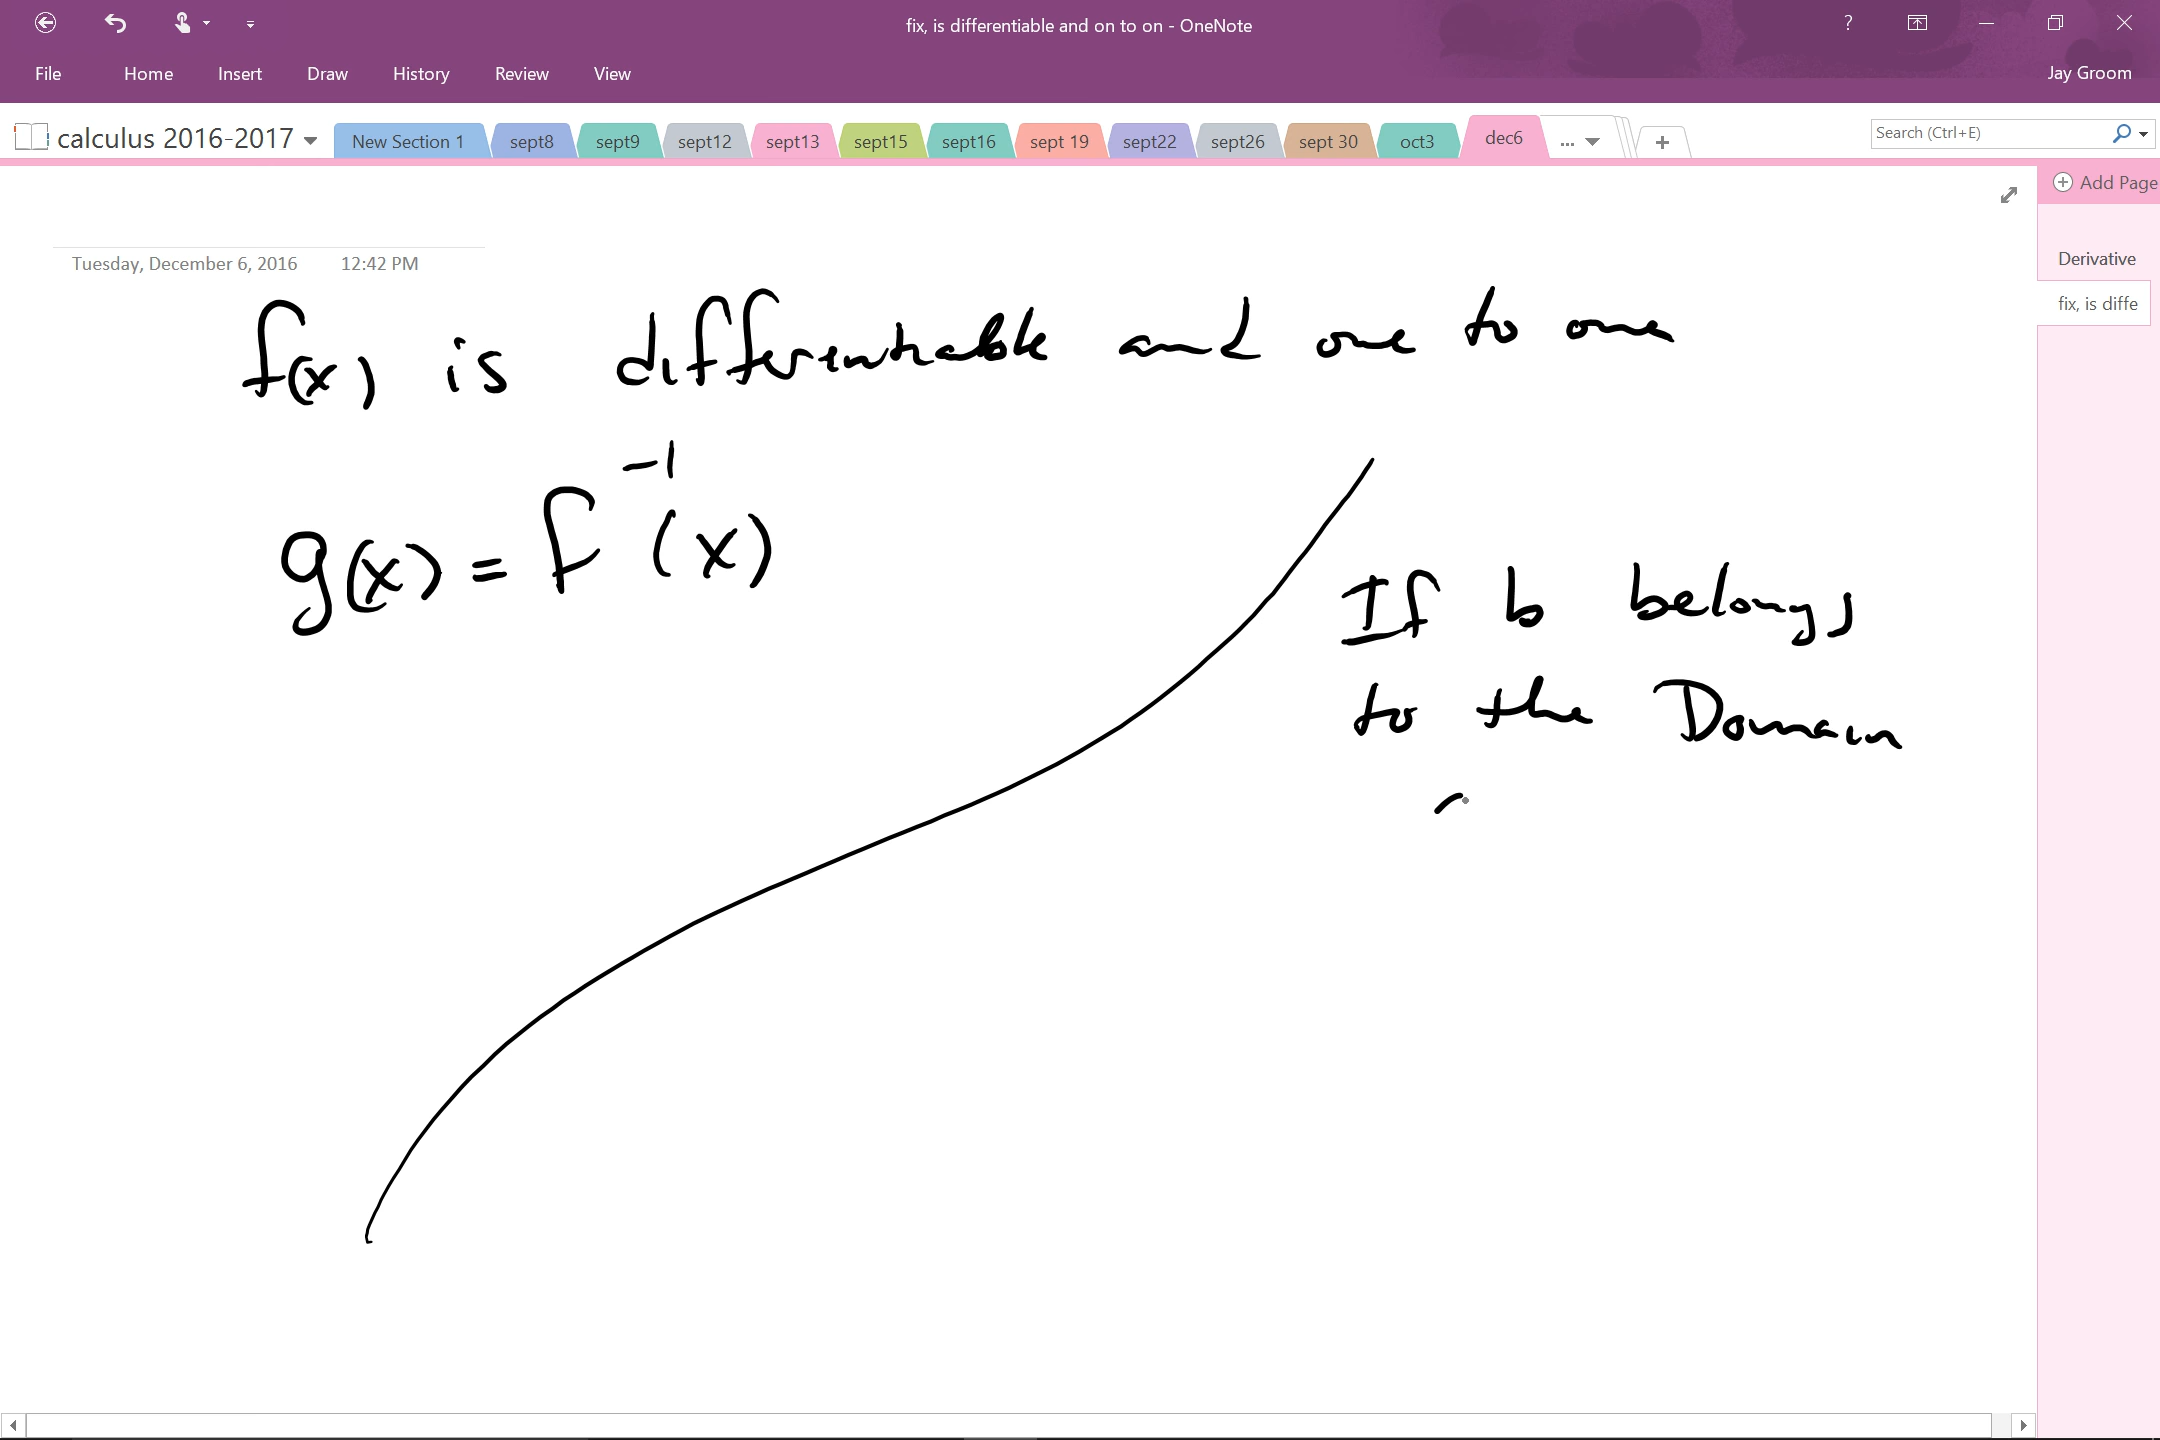 fix, is differentiable and on to on - OneNote
?
File Home Insert Draw History Review View
Jay Groom
calculus 2016-2017
New Section 1 sept8 sept9 sept12 sept13 sept15 sept16 sept 19 sept22 sept26 sept 30 oct3 dec6 ... +
Search (Ctrl+E)
Add Page
Derivative
fix, is diffe
Tuesday, December 6, 2016 12:42 PM
f(x) is differentiable and one to one
g(x) = f⁻¹(x)
If b belongs
to the Domain